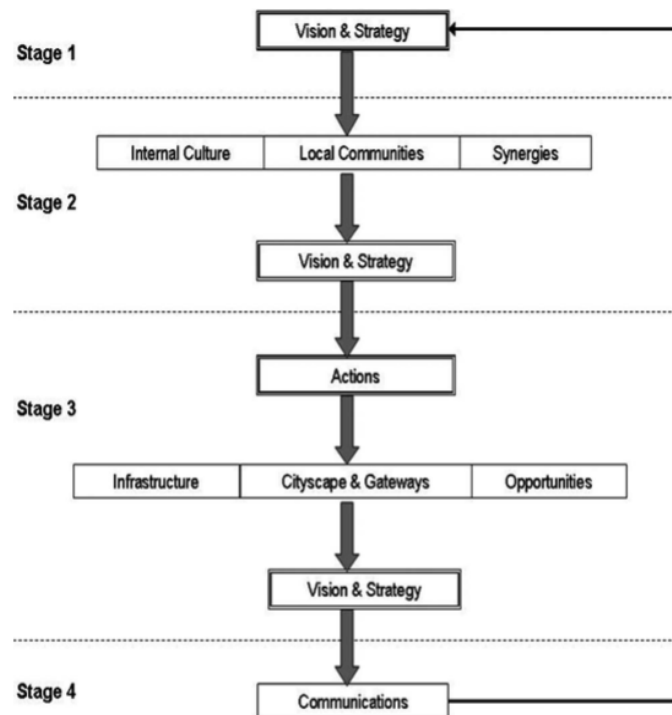 Vision & Strategy
Stage 1
Internal Culture Local Communities Synergies
Stage 2
Vision & Strategy
Actions
Stage 3
Infrastructure Cityscape & Gateways Opportunities
Vision & Strategy
Stage 4
Communications